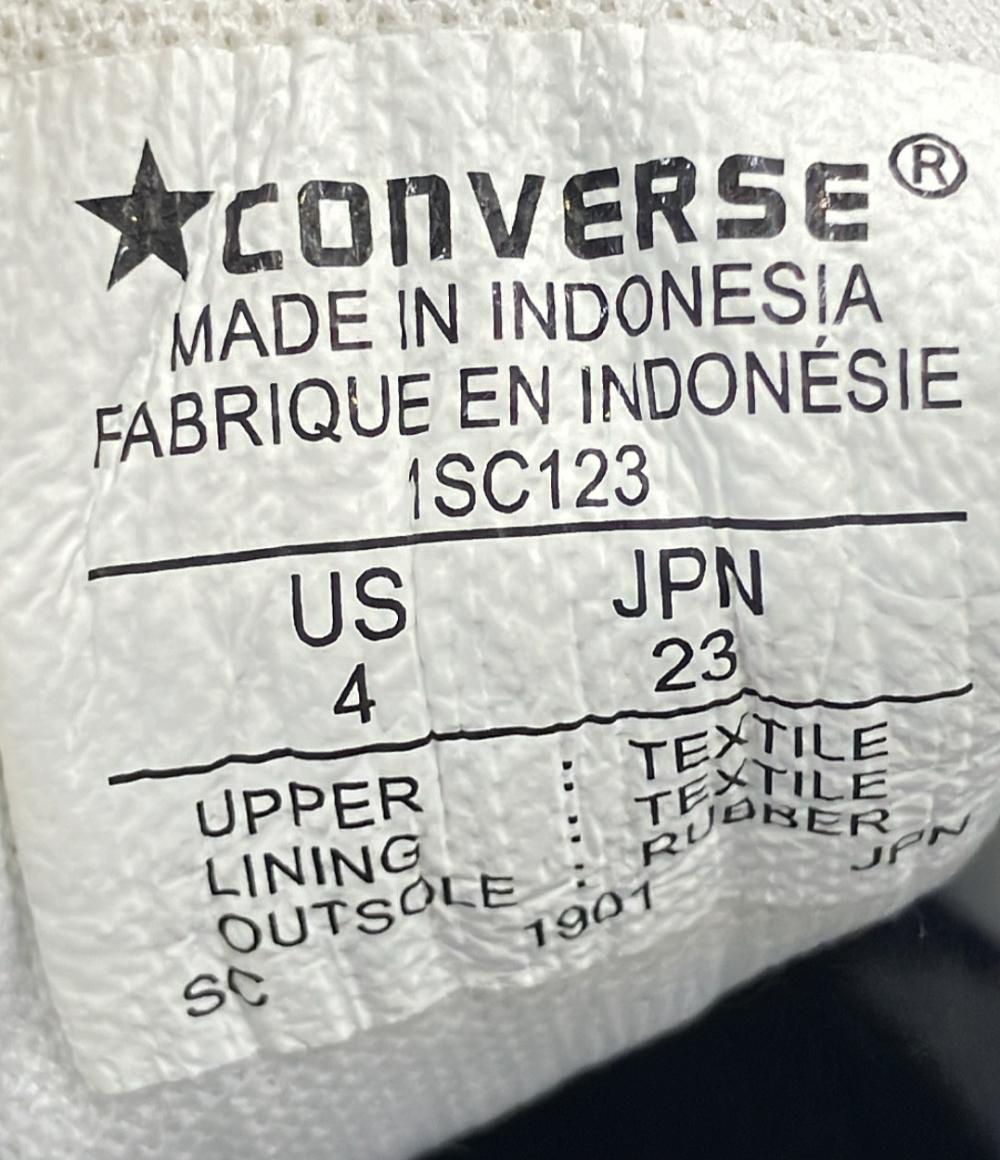 ★CONVERSE®
MADE IN INDONESIA
FABRIQUE EN INDONÉSIE
1SC123
US JPN
4 23
UPPER : TEXTILE
LINING : TEXTILE
OUTSOLE : RUBBER
SC 1901 JPN